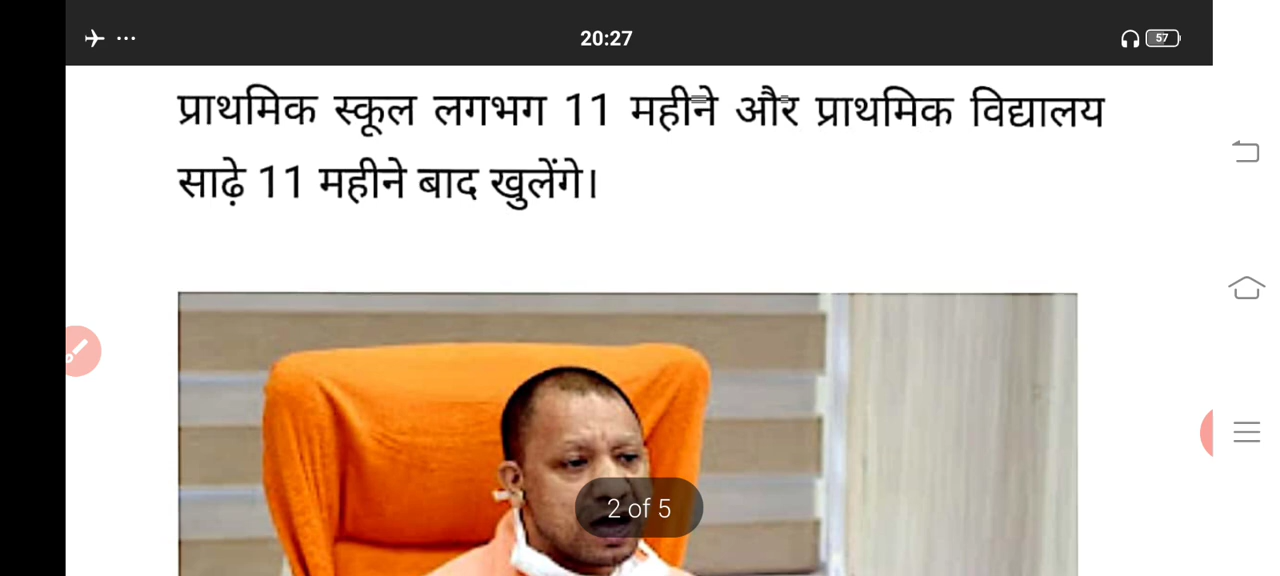 20:27
57
प्राथमिक स्कूल लगभग 11 महीने और प्राथमिक विद्यालय
साढ़े 11 महीने बाद खुलेंगे।
2 of 5